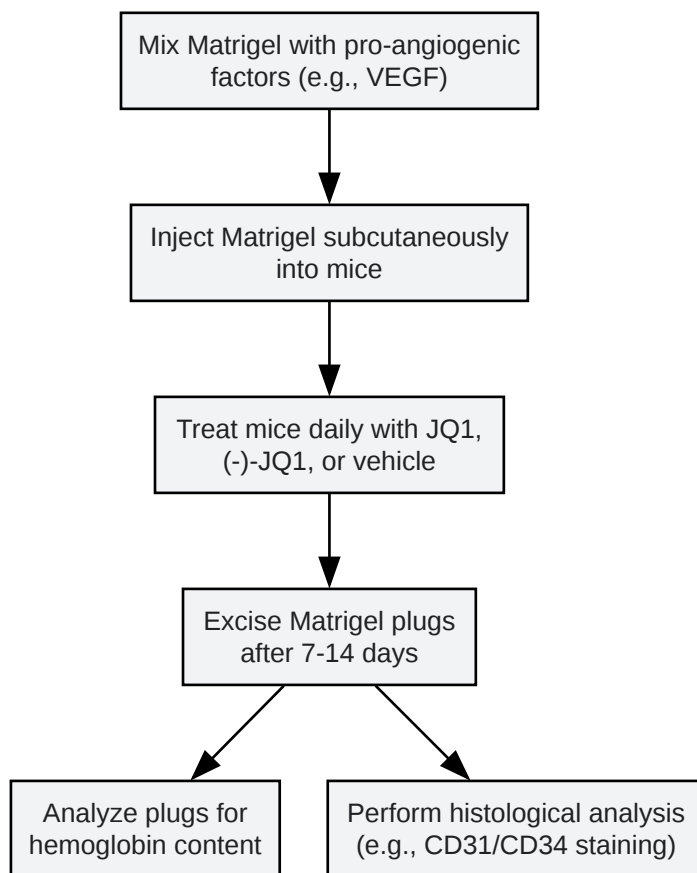 Mix Matrigel with pro-angiogenic
factors (e.g., VEGF)
Inject Matrigel subcutaneously
into mice
Treat mice daily with JQ1,
(-)-JQ1, or vehicle
Excise Matrigel plugs
after 7-14 days
Analyze plugs for
hemoglobin content
Perform histological analysis
(e.g., CD31/CD34 staining)